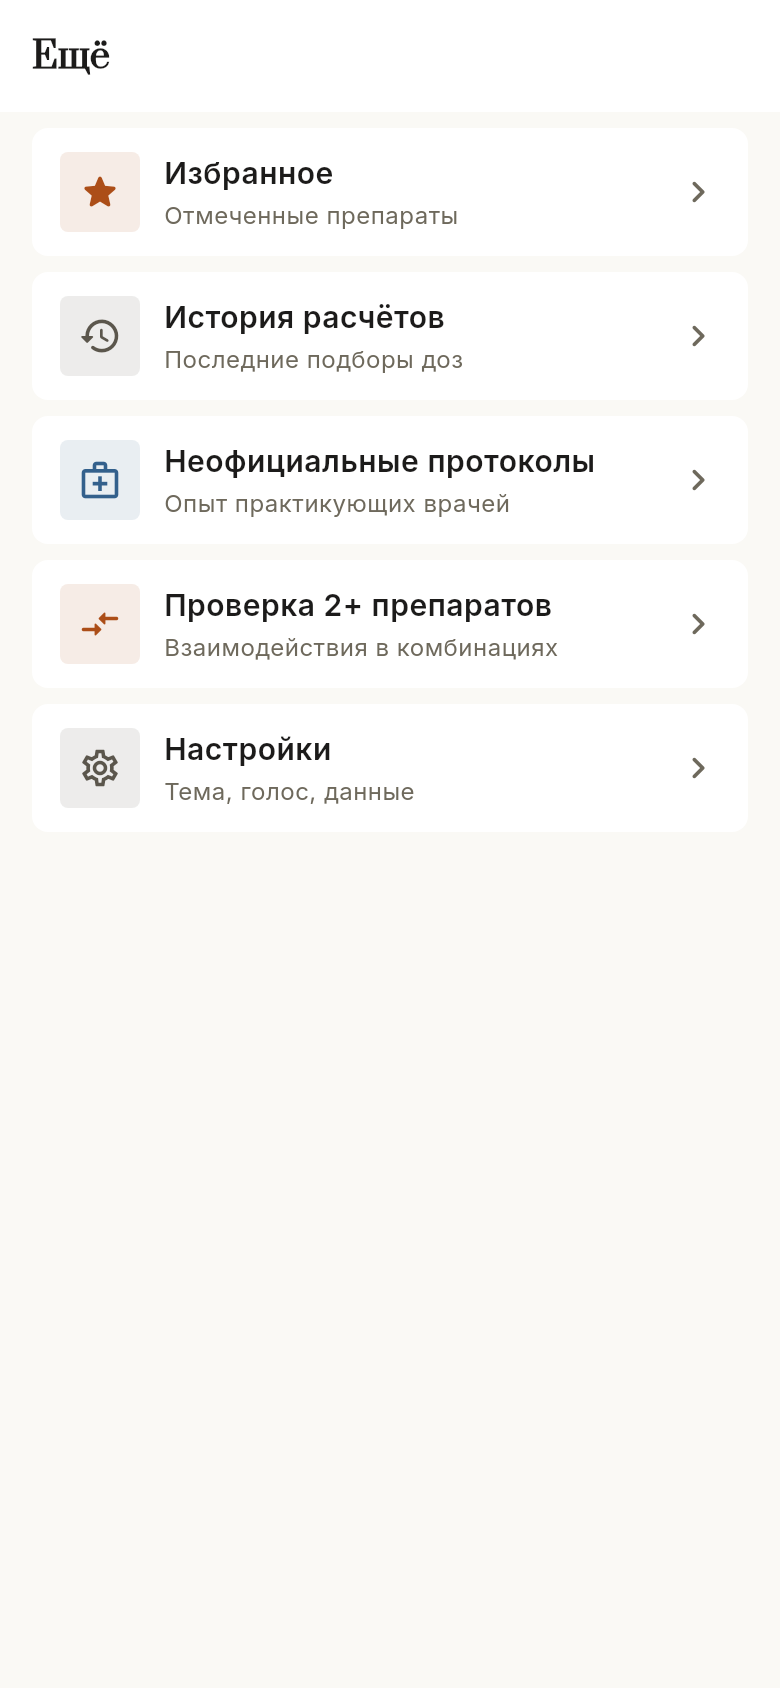 Ещё
Избранное
Отмеченные препараты
История расчётов
Последние подборы доз
Неофициальные протоколы
Опыт практикующих врачей
Проверка 2+ препаратов
Взаимодействия в комбинациях
Настройки
Тема, голос, данные